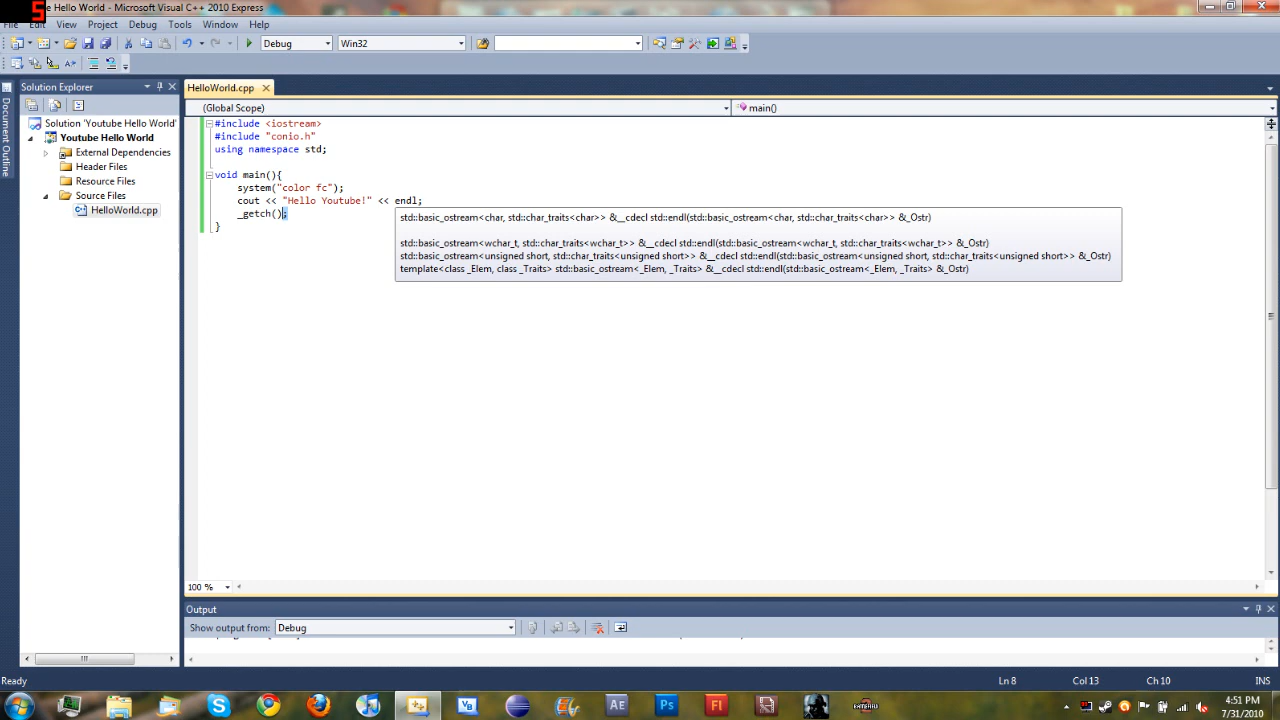 5
e Hello World - Microsoft Visual C++ 2010 Express
File Edit View Project Debug Tools Window Help
Debug Win32
Solution Explorer
HelloWorld.cpp
(Global Scope) main()
Document Outline
Solution 'Youtube Hello World'
Youtube Hello World
External Dependencies
Header Files
Resource Files
Source Files
HelloWorld.cpp
#include <iostream>
#include "conio.h"
using namespace std;
void main(){
system("color fc");
cout << "Hello Youtube!" << endl;
_getch();
}
std::basic_ostream<char, std::char_traits<char>> &__cdecl std::endl(std::basic_ostream<char, std::char_traits<char>> &_Ostr)
std::basic_ostream<wchar_t, std::char_traits<wchar_t>> &__cdecl std::endl(std::basic_ostream<wchar_t, std::char_traits<wchar_t>> &_Ostr)
std::basic_ostream<unsigned short, std::char_traits<unsigned short>> &__cdecl std::endl(std::basic_ostream<unsigned short, std::char_traits<unsigned short>> &_Ostr)
template<class _Elem, class _Traits> std::basic_ostream<_Elem, _Traits> &__cdecl std::endl(std::basic_ostream<_Elem, _Traits> &_Ostr)
100 %
Output
Show output from: Debug
Ready Ln 8 Col 13 Ch 10 INS
VB AE Ps Fl
4:51 PM
7/31/2010